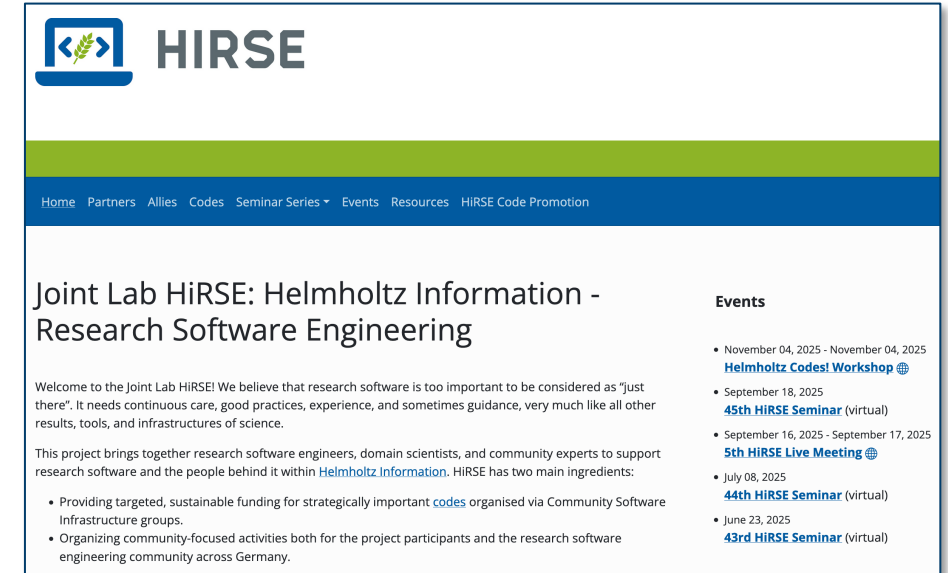 HIRSE
Home Partners Allies Codes Seminar Series Events Resources HiRSE Code Promotion
Joint Lab HiRSE: Helmholtz Information -
Research Software Engineering
Welcome to the Joint Lab HiRSE! We believe that research software is too important to be considered as “just
there”. It needs continuous care, good practices, experience, and sometimes guidance, very much like all other
results, tools, and infrastructures of science.
This project brings together research software engineers, domain scientists, and community experts to support
research software and the people behind it within Helmholtz Information. HiRSE has two main ingredients:
• Providing targeted, sustainable funding for strategically important codes organised via Community Software
Infrastructure groups.
• Organizing community-focused activities both for the project participants and the research software
engineering community across Germany.
Events
• November 04, 2025 - November 04, 2025
Helmholtz Codes! Workshop
• September 18, 2025
45th HiRSE Seminar (virtual)
• September 16, 2025 - September 17, 2025
5th HiRSE Live Meeting
• July 08, 2025
44th HiRSE Seminar (virtual)
• June 23, 2025
43rd HiRSE Seminar (virtual)